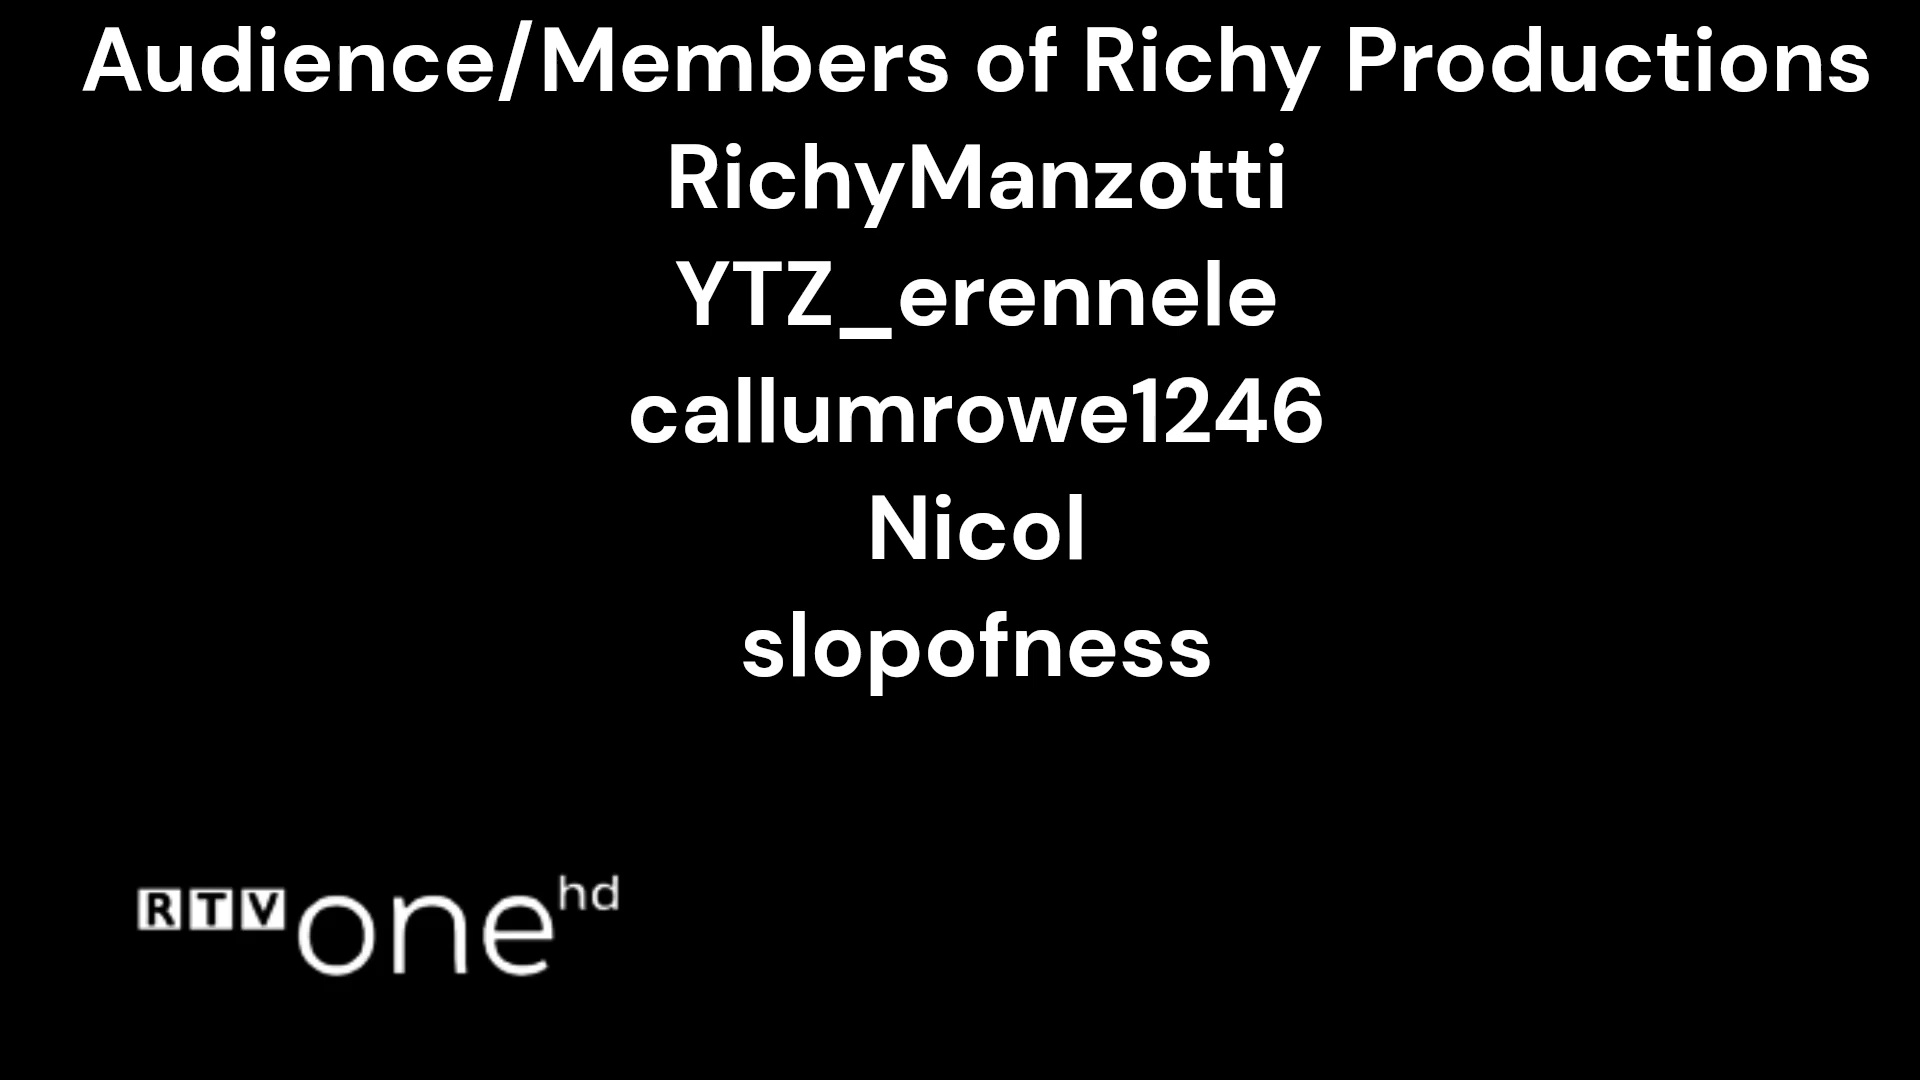 Audience/Members of Richy Productions
RichyManzotti
YTZ_erennele
callumrowe1246
Nicol
slopofness
RTV one hd